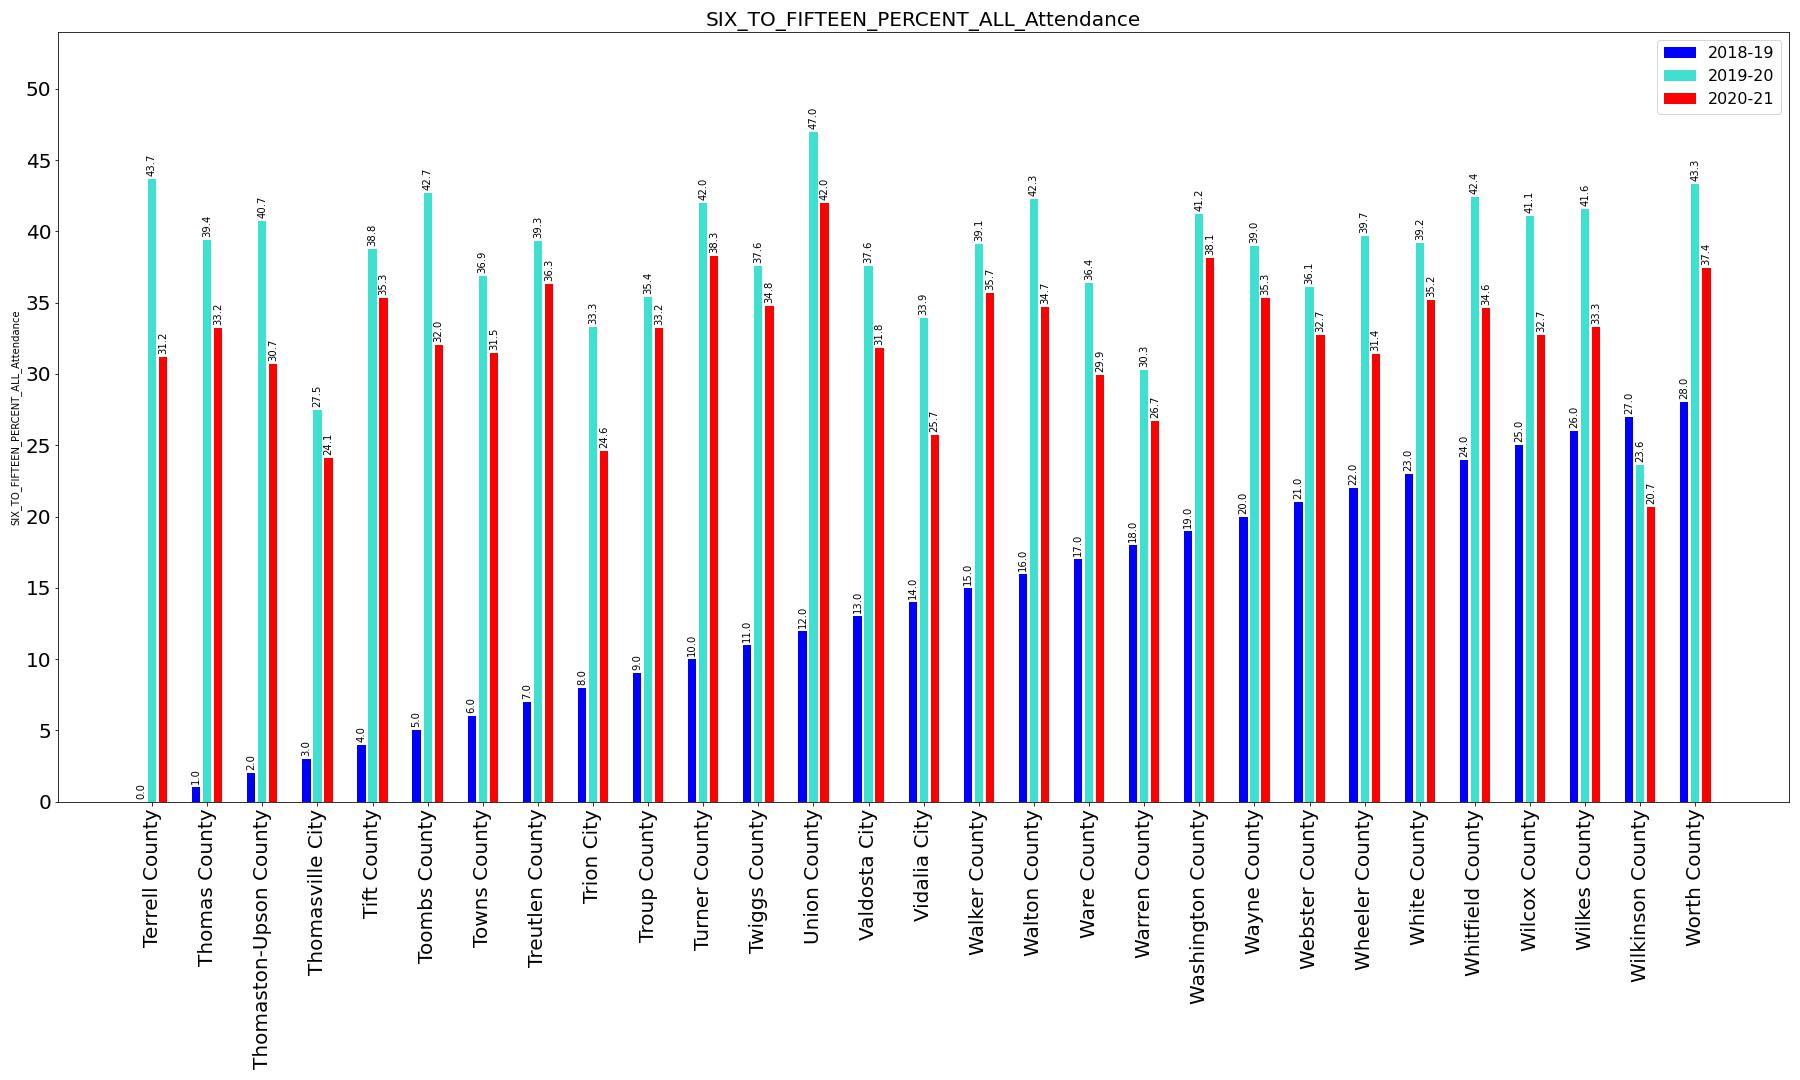 SIX_TO_FIFTEEN_PERCENT_ALL_Attendance
2018-19
2019-20
2020-21
SIX_TO_FIFTEEN_PERCENT_ALL_Attendance
50
45
40
35
30
25
20
15
10
5
0
0.0 43.7 31.2
1.0 39.4 33.2
2.0 40.7 30.7
3.0 27.5 24.1
4.0 38.8 35.3
5.0 42.7 32.0
6.0 36.9 31.5
7.0 39.3 36.3
8.0 33.3 24.6
9.0 35.4 33.2
10.0 42.0 38.3
11.0 37.6 34.8
12.0 47.0 42.0
13.0 37.6 31.8
14.0 33.9 25.7
15.0 39.1 35.7
16.0 42.3 34.7
17.0 36.4 29.9
18.0 30.3 26.7
19.0 41.2 38.1
20.0 39.0 35.3
21.0 36.1 32.7
22.0 39.7 31.4
23.0 39.2 35.2
24.0 42.4 34.6
25.0 41.1 32.7
26.0 41.6 33.3
27.0 23.6 20.7
28.0 43.3 37.4
Terrell County
Thomas County
Thomaston-Upson County
Thomasville City
Tift County
Toombs County
Towns County
Treutlen County
Trion City
Troup County
Turner County
Twiggs County
Union County
Valdosta City
Vidalia City
Walker County
Walton County
Ware County
Warren County
Washington County
Wayne County
Webster County
Wheeler County
White County
Whitfield County
Wilcox County
Wilkes County
Wilkinson County
Worth County